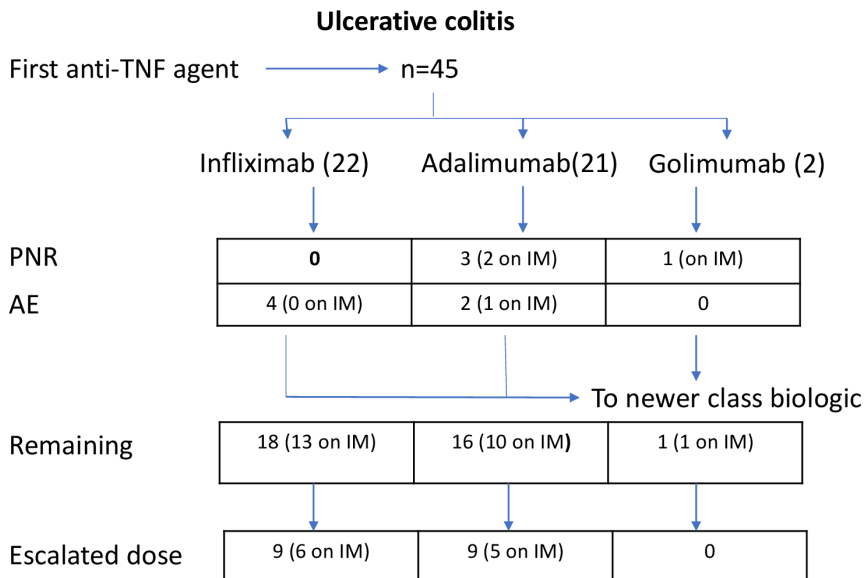 Ulcerative colitis
First anti-TNF agent n=45
Infliximab (22) Adalimumab(21) Golimumab (2)
PNR 0 3 (2 on IM) 1 (on IM)
AE 4 (0 on IM) 2 (1 on IM) 0
To newer class biologic
Remaining 18 (13 on IM) 16 (10 on IM) 1 (1 on IM)
Escalated dose 9 (6 on IM) 9 (5 on IM) 0